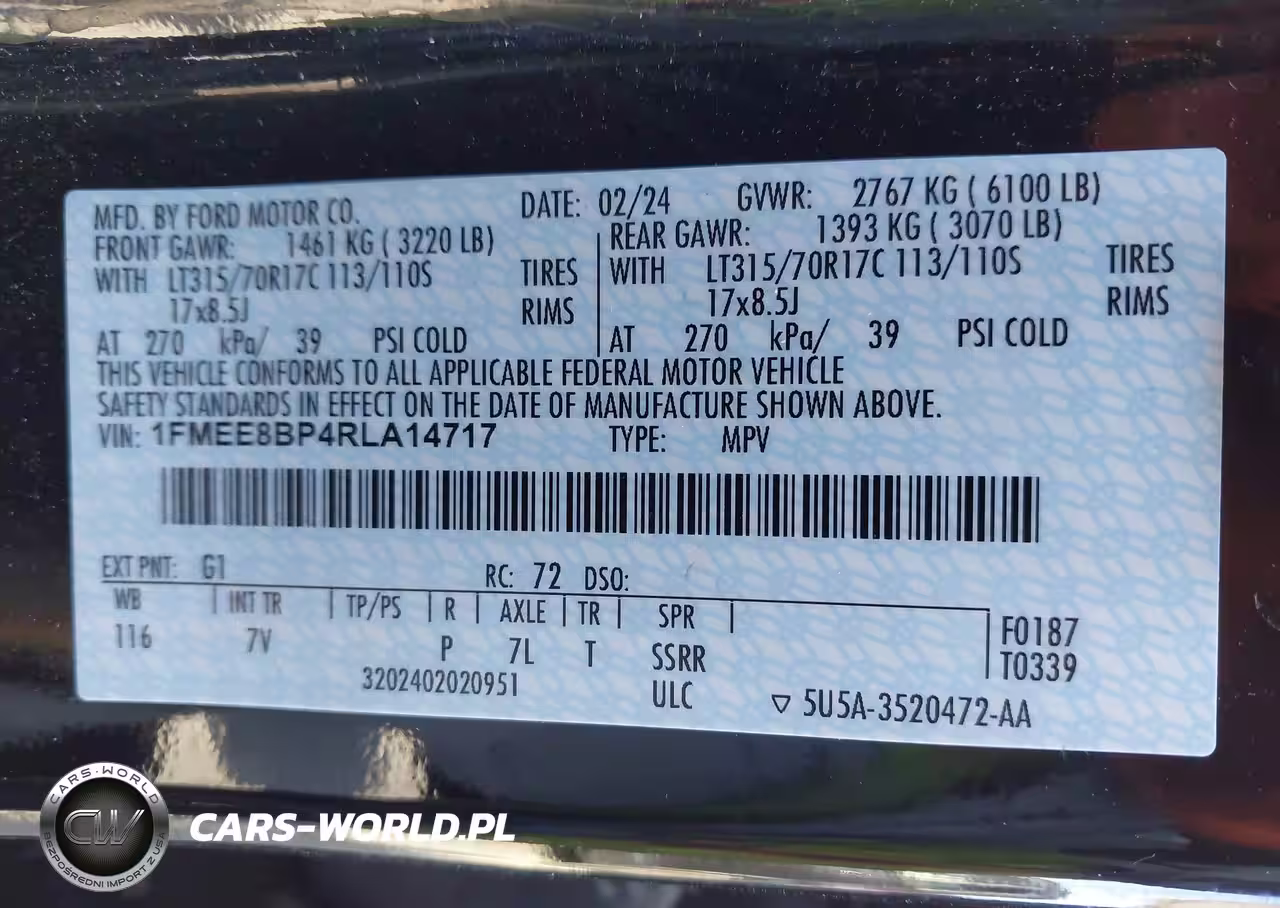 MFD. BY FORD MOTOR CO. DATE: 02/24 GVWR: 2767 KG ( 6100 LB)
FRONT GAWR: 1461 KG ( 3220 LB) REAR GAWR: 1393 KG ( 3070 LB)
WITH LT315/70R17C 113/110S TIRES WITH LT315/70R17C 113/110S TIRES
17x8.5J RIMS 17x8.5J RIMS
AT 270 kPa/ 39 PSI COLD AT 270 kPa/ 39 PSI COLD
THIS VEHICLE CONFORMS TO ALL APPLICABLE FEDERAL MOTOR VEHICLE
SAFETY STANDARDS IN EFFECT ON THE DATE OF MANUFACTURE SHOWN ABOVE.
VIN: 1FMEE8BP4RLA14717 TYPE: MPV
EXT PNT: G1 RC: 72 DSO:
WB INT TR TP/PS R AXLE TR SPR F0187
116 7V P 7L T SSRR T0339
3202402020951 ULC ▽ 5U5A-3520472-AA
CARS-WORLD
CW
BEZPOŚREDNI IMPORT Z USA
CARS-WORLD.PL